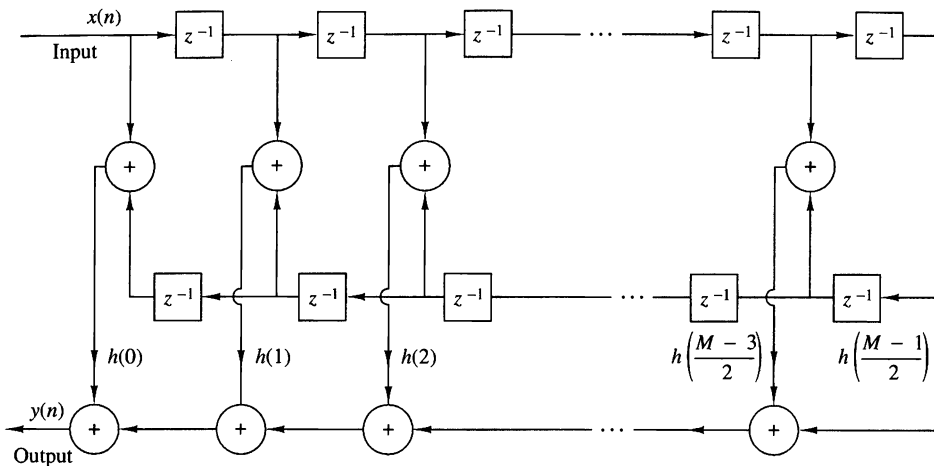 x(n)
Input
z⁻¹ z⁻¹ z⁻¹ ... z⁻¹ z⁻¹
+ + + +
z⁻¹ z⁻¹ z⁻¹ ... z⁻¹ z⁻¹
h(0) h(1) h(2) h(M − 3 / 2) h(M − 1 / 2)
y(n)
+ + + ... +
Output